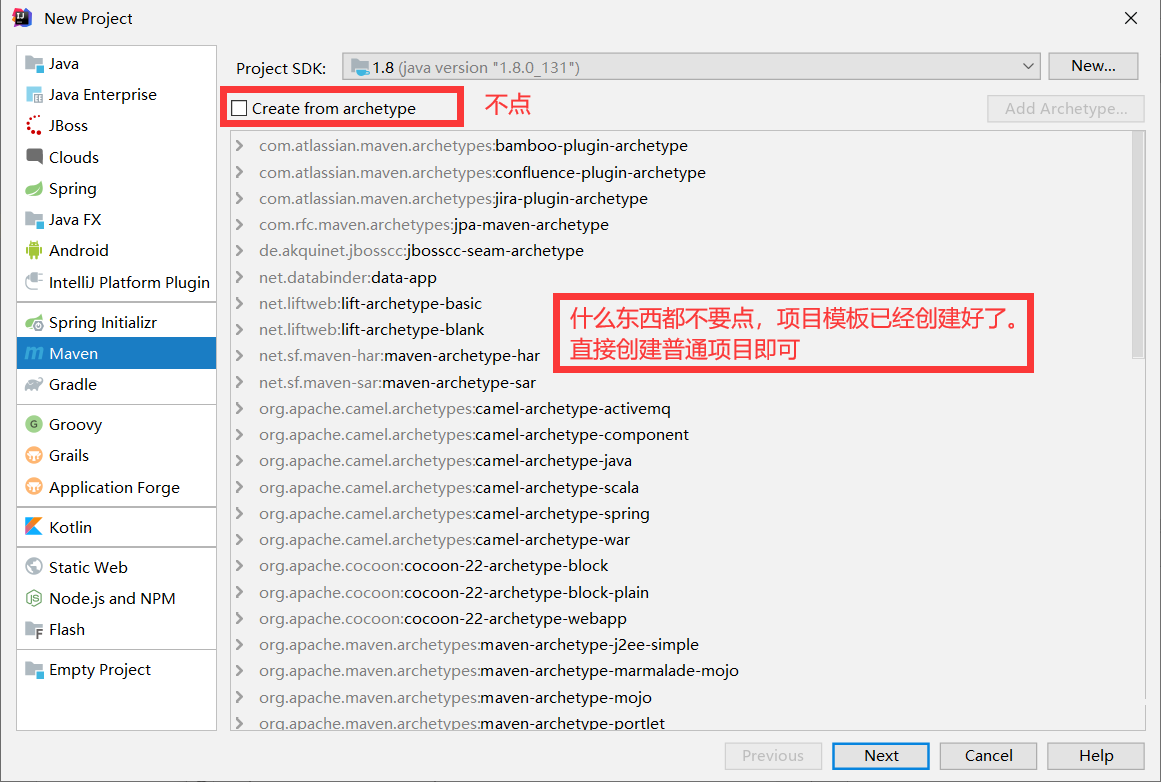 New Project
Java
Java Enterprise
JBoss
Clouds
Spring
Java FX
Android
IntelliJ Platform Plugin
Spring Initializr
Maven
Gradle
Groovy
Grails
Application Forge
Kotlin
Static Web
Node.js and NPM
Flash
Empty Project
Project SDK: 1.8 (java version "1.8.0_131") New...
Create from archetype 不点 Add Archetype...
com.atlassian.maven.archetypes:bamboo-plugin-archetype
com.atlassian.maven.archetypes:confluence-plugin-archetype
com.atlassian.maven.archetypes:jira-plugin-archetype
com.rfc.maven.archetypes:jpa-maven-archetype
de.akquinet.jbosscc:jbosscc-seam-archetype
net.databinder:data-app
net.liftweb:lift-archetype-basic
net.liftweb:lift-archetype-blank
net.sf.maven-har:maven-archetype-har
net.sf.maven-sar:maven-archetype-sar
org.apache.camel.archetypes:camel-archetype-activemq
org.apache.camel.archetypes:camel-archetype-component
org.apache.camel.archetypes:camel-archetype-java
org.apache.camel.archetypes:camel-archetype-scala
org.apache.camel.archetypes:camel-archetype-spring
org.apache.camel.archetypes:camel-archetype-war
org.apache.cocoon:cocoon-22-archetype-block
org.apache.cocoon:cocoon-22-archetype-block-plain
org.apache.cocoon:cocoon-22-archetype-webapp
org.apache.maven.archetypes:maven-archetype-j2ee-simple
org.apache.maven.archetypes:maven-archetype-marmalade-mojo
org.apache.maven.archetypes:maven-archetype-mojo
org.apache.maven.archetypes:maven-archetype-portlet
什么东西都不要点，项目模板已经创建好了。
直接创建普通项目即可
Previous Next Cancel Help